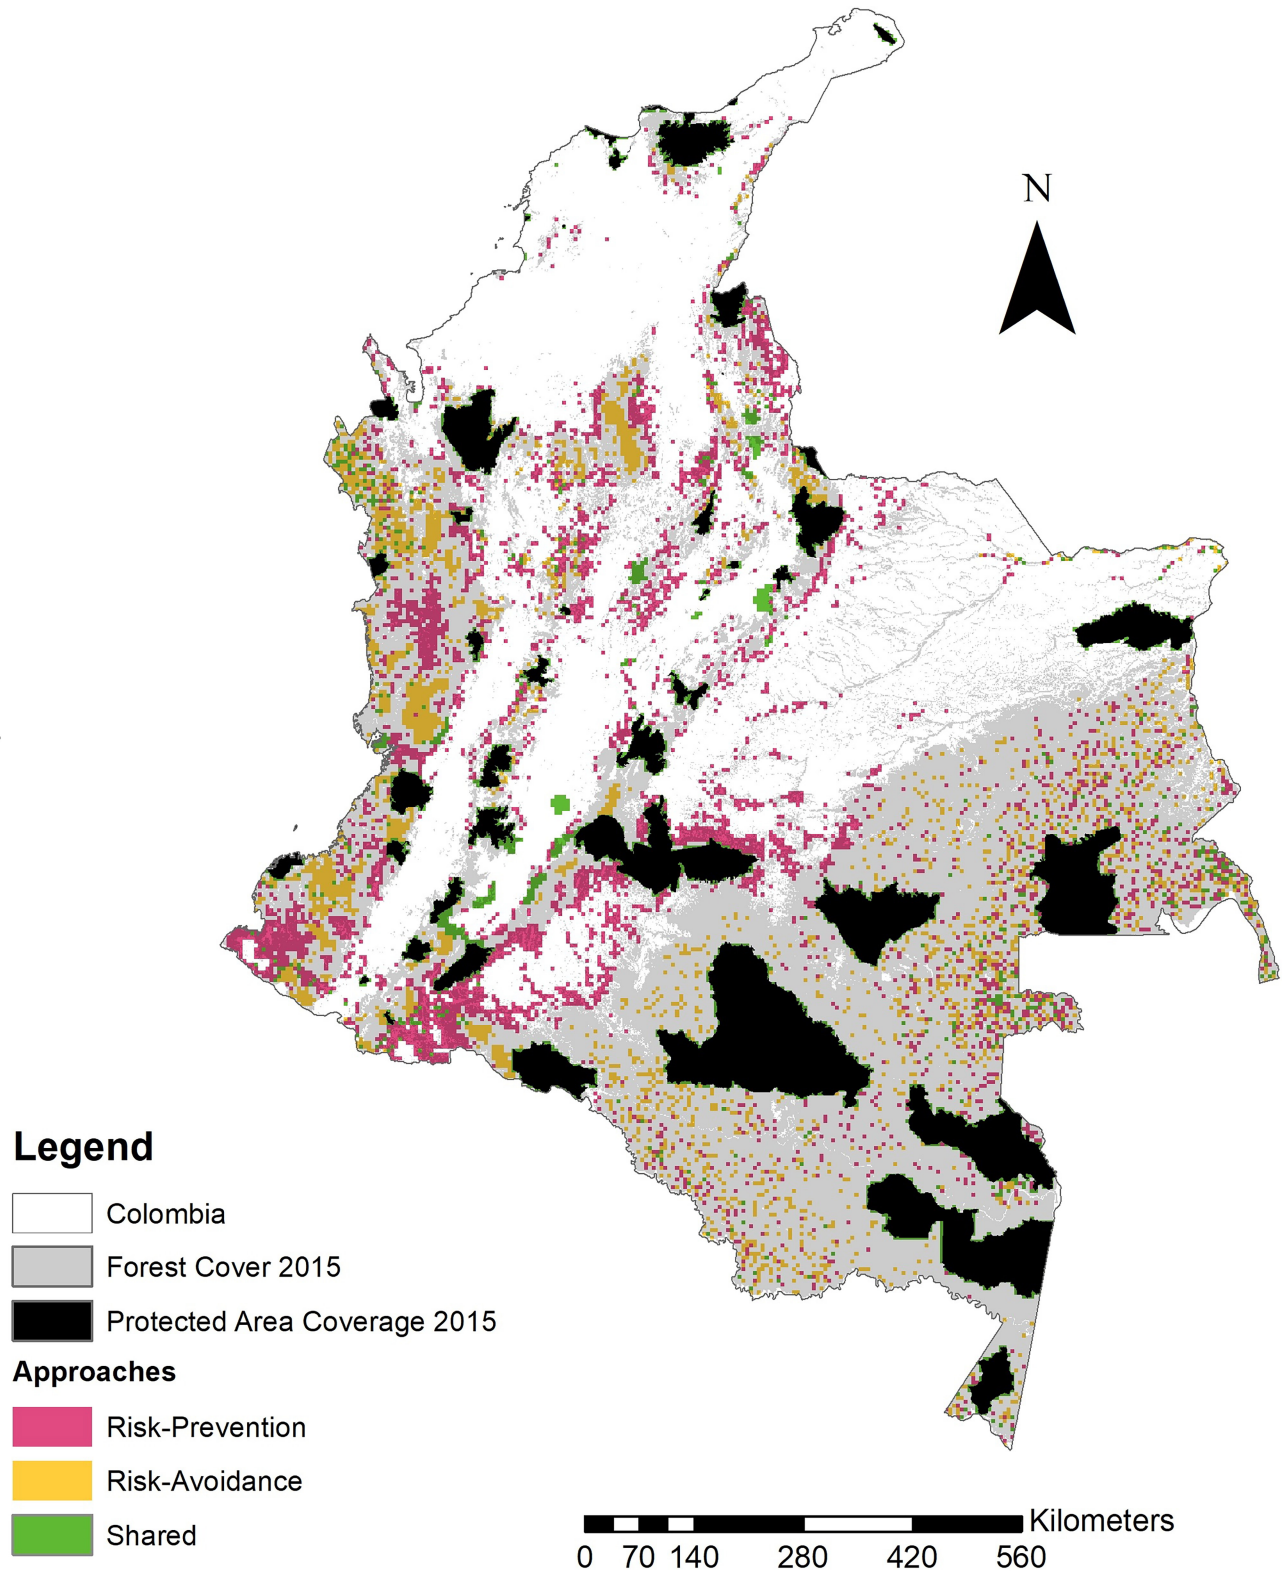 N
Legend
Colombia
Forest Cover 2015
Protected Area Coverage 2015
Approaches
Risk-Prevention
Risk-Avoidance
Shared
Kilometers
0 70 140 280 420 560